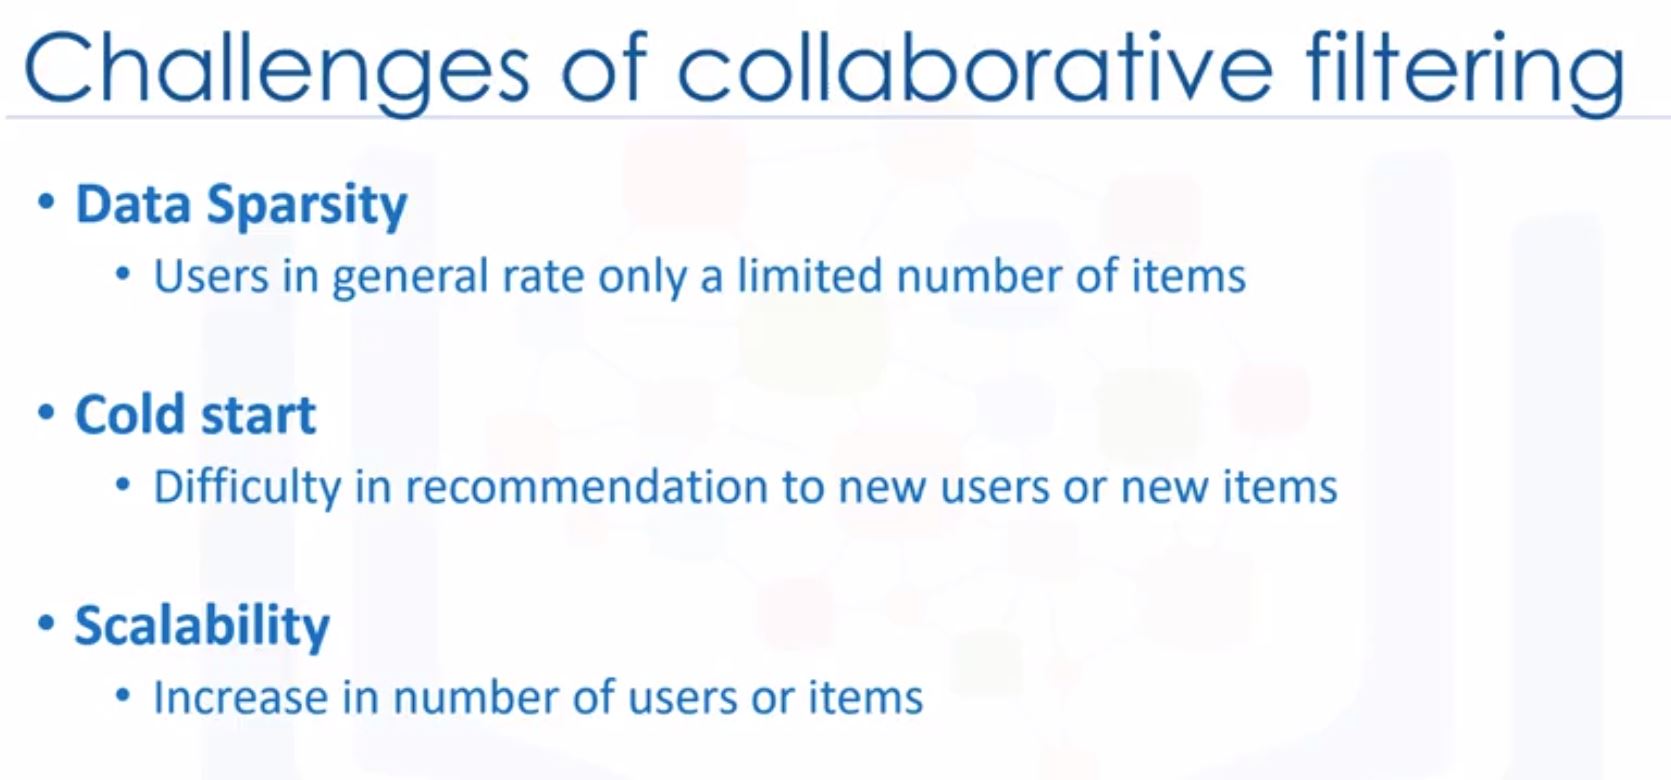 Challenges of collaborative filtering
• Data Sparsity
• Users in general rate only a limited number of items
• Cold start
• Difficulty in recommendation to new users or new items
• Scalability
• Increase in number of users or items